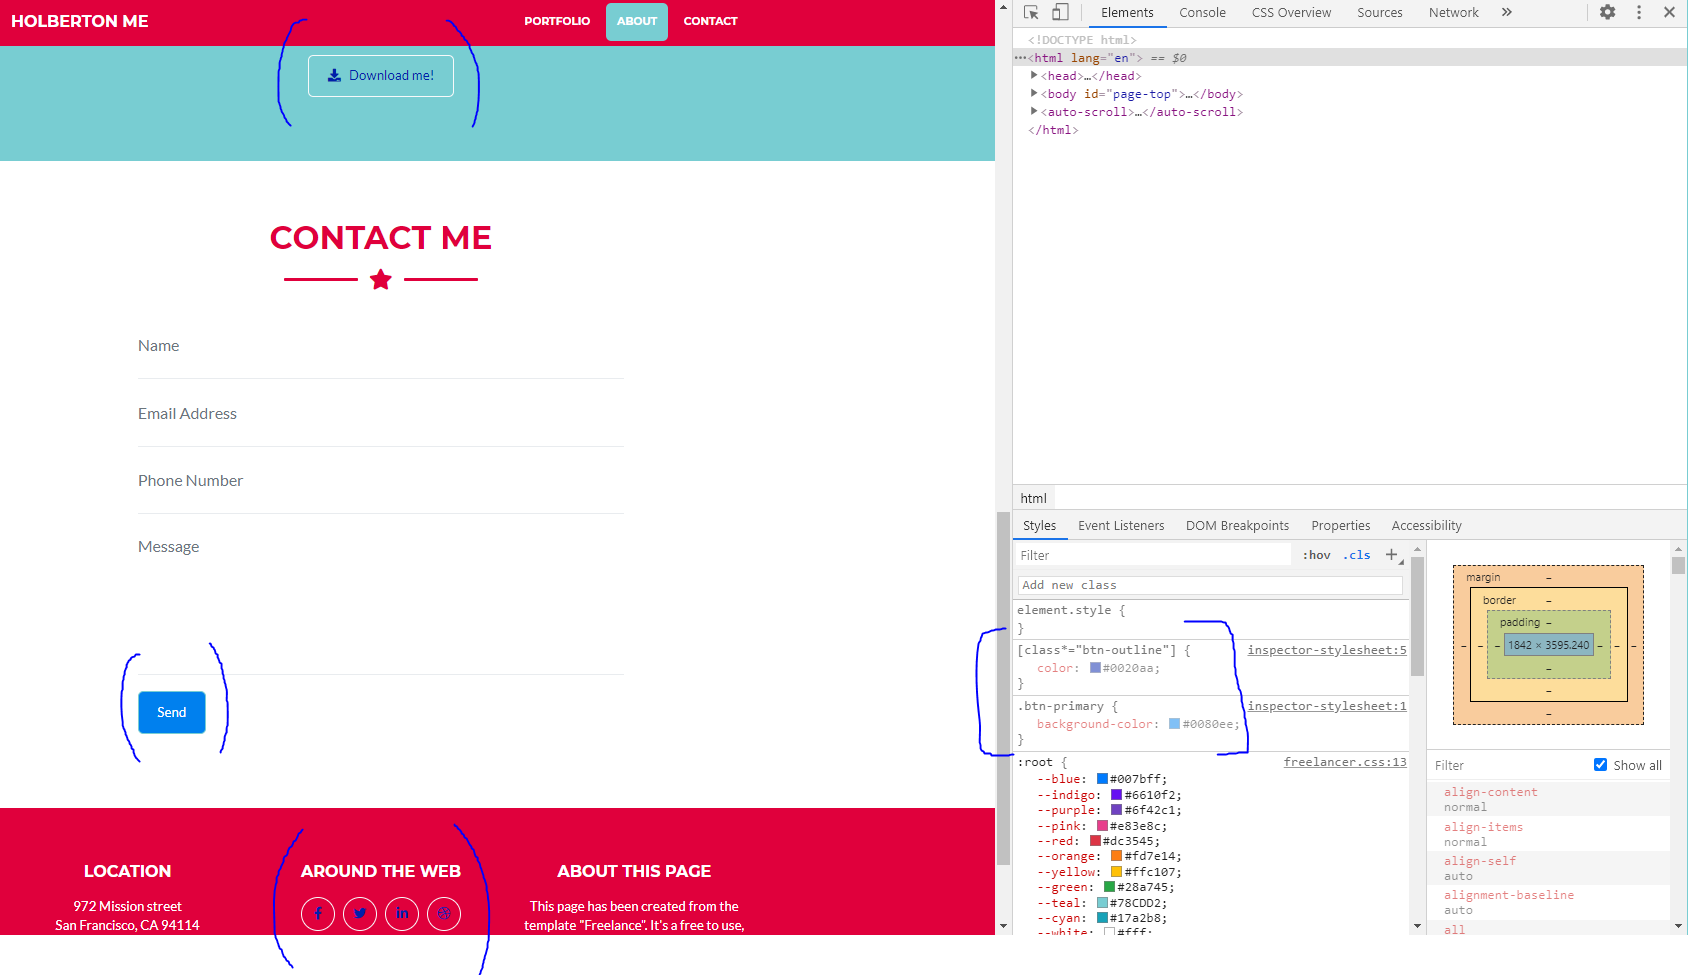 HOLBERTON ME
PORTFOLIO ABOUT CONTACT
Download me!
CONTACT ME
Name
Email Address
Phone Number
Message
Send
LOCATION
972 Mission street
San Francisco, CA 94114
AROUND THE WEB
ABOUT THIS PAGE
This page has been created from the
template "Freelance". It's a free to use,
Elements Console CSS Overview Sources Network »
<!DOCTYPE html>
···<html lang="en"> == $0
<head>…</head>
<body id="page-top">…</body>
<auto-scroll>…</auto-scroll>
</html>
html
Styles Event Listeners DOM Breakpoints Properties Accessibility
Filter :hov .cls +
Add new class
element.style {
}
[class*="btn-outline"] { inspector-stylesheet:5
color: #0020aa;
}
.btn-primary { inspector-stylesheet:1
background-color: #0080ee;
}
:root { freelancer.css:13
--blue: #007bff;
--indigo: #6610f2;
--purple: #6f42c1;
--pink: #e83e8c;
--red: #dc3545;
--orange: #fd7e14;
--yellow: #ffc107;
--green: #28a745;
--teal: #78CDD2;
--cyan: #17a2b8;
--white: #fff;
margin –
border –
padding –
– – – 1842 × 3595.240 – – –
–
–
–
Filter Show all
align-content
normal
align-items
normal
align-self
auto
alignment-baseline
auto
all